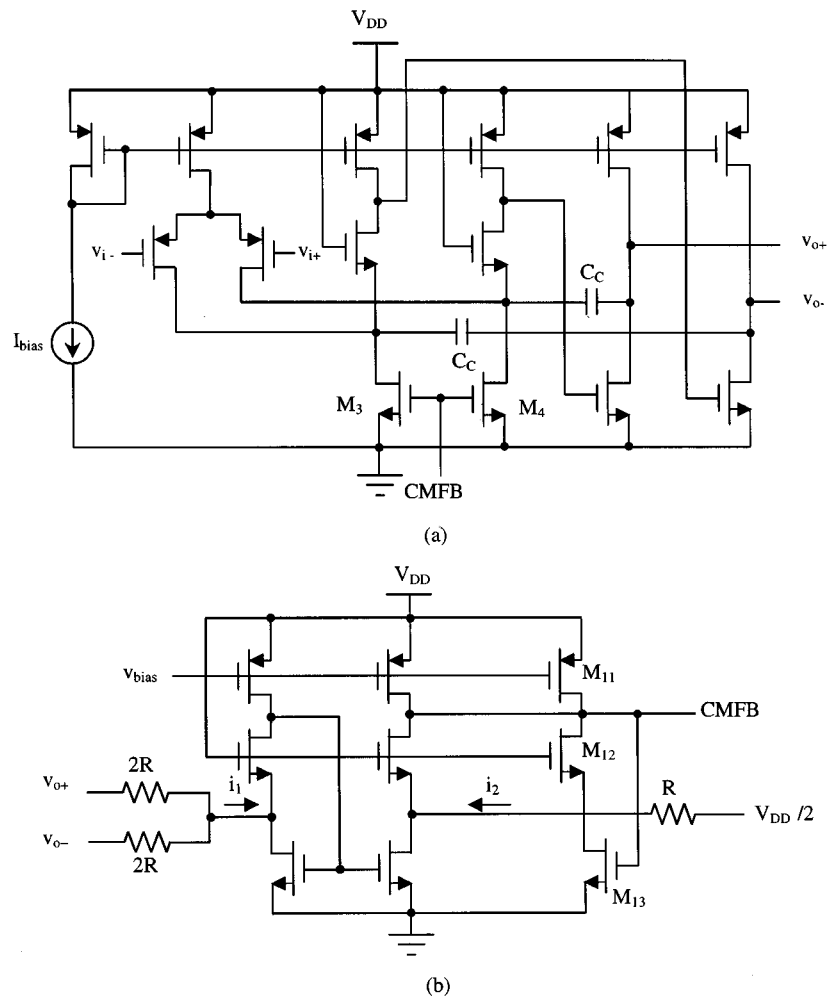 V_DD
v_i -
v_i+
C_C
v_o+
v_o-
I_bias
C_C
M_3
M_4
CMFB
(a)
V_DD
v_bias
M_11
CMFB
M_12
v_o+
2R
i_1
i_2
R
V_DD /2
v_o-
2R
M_13
(b)